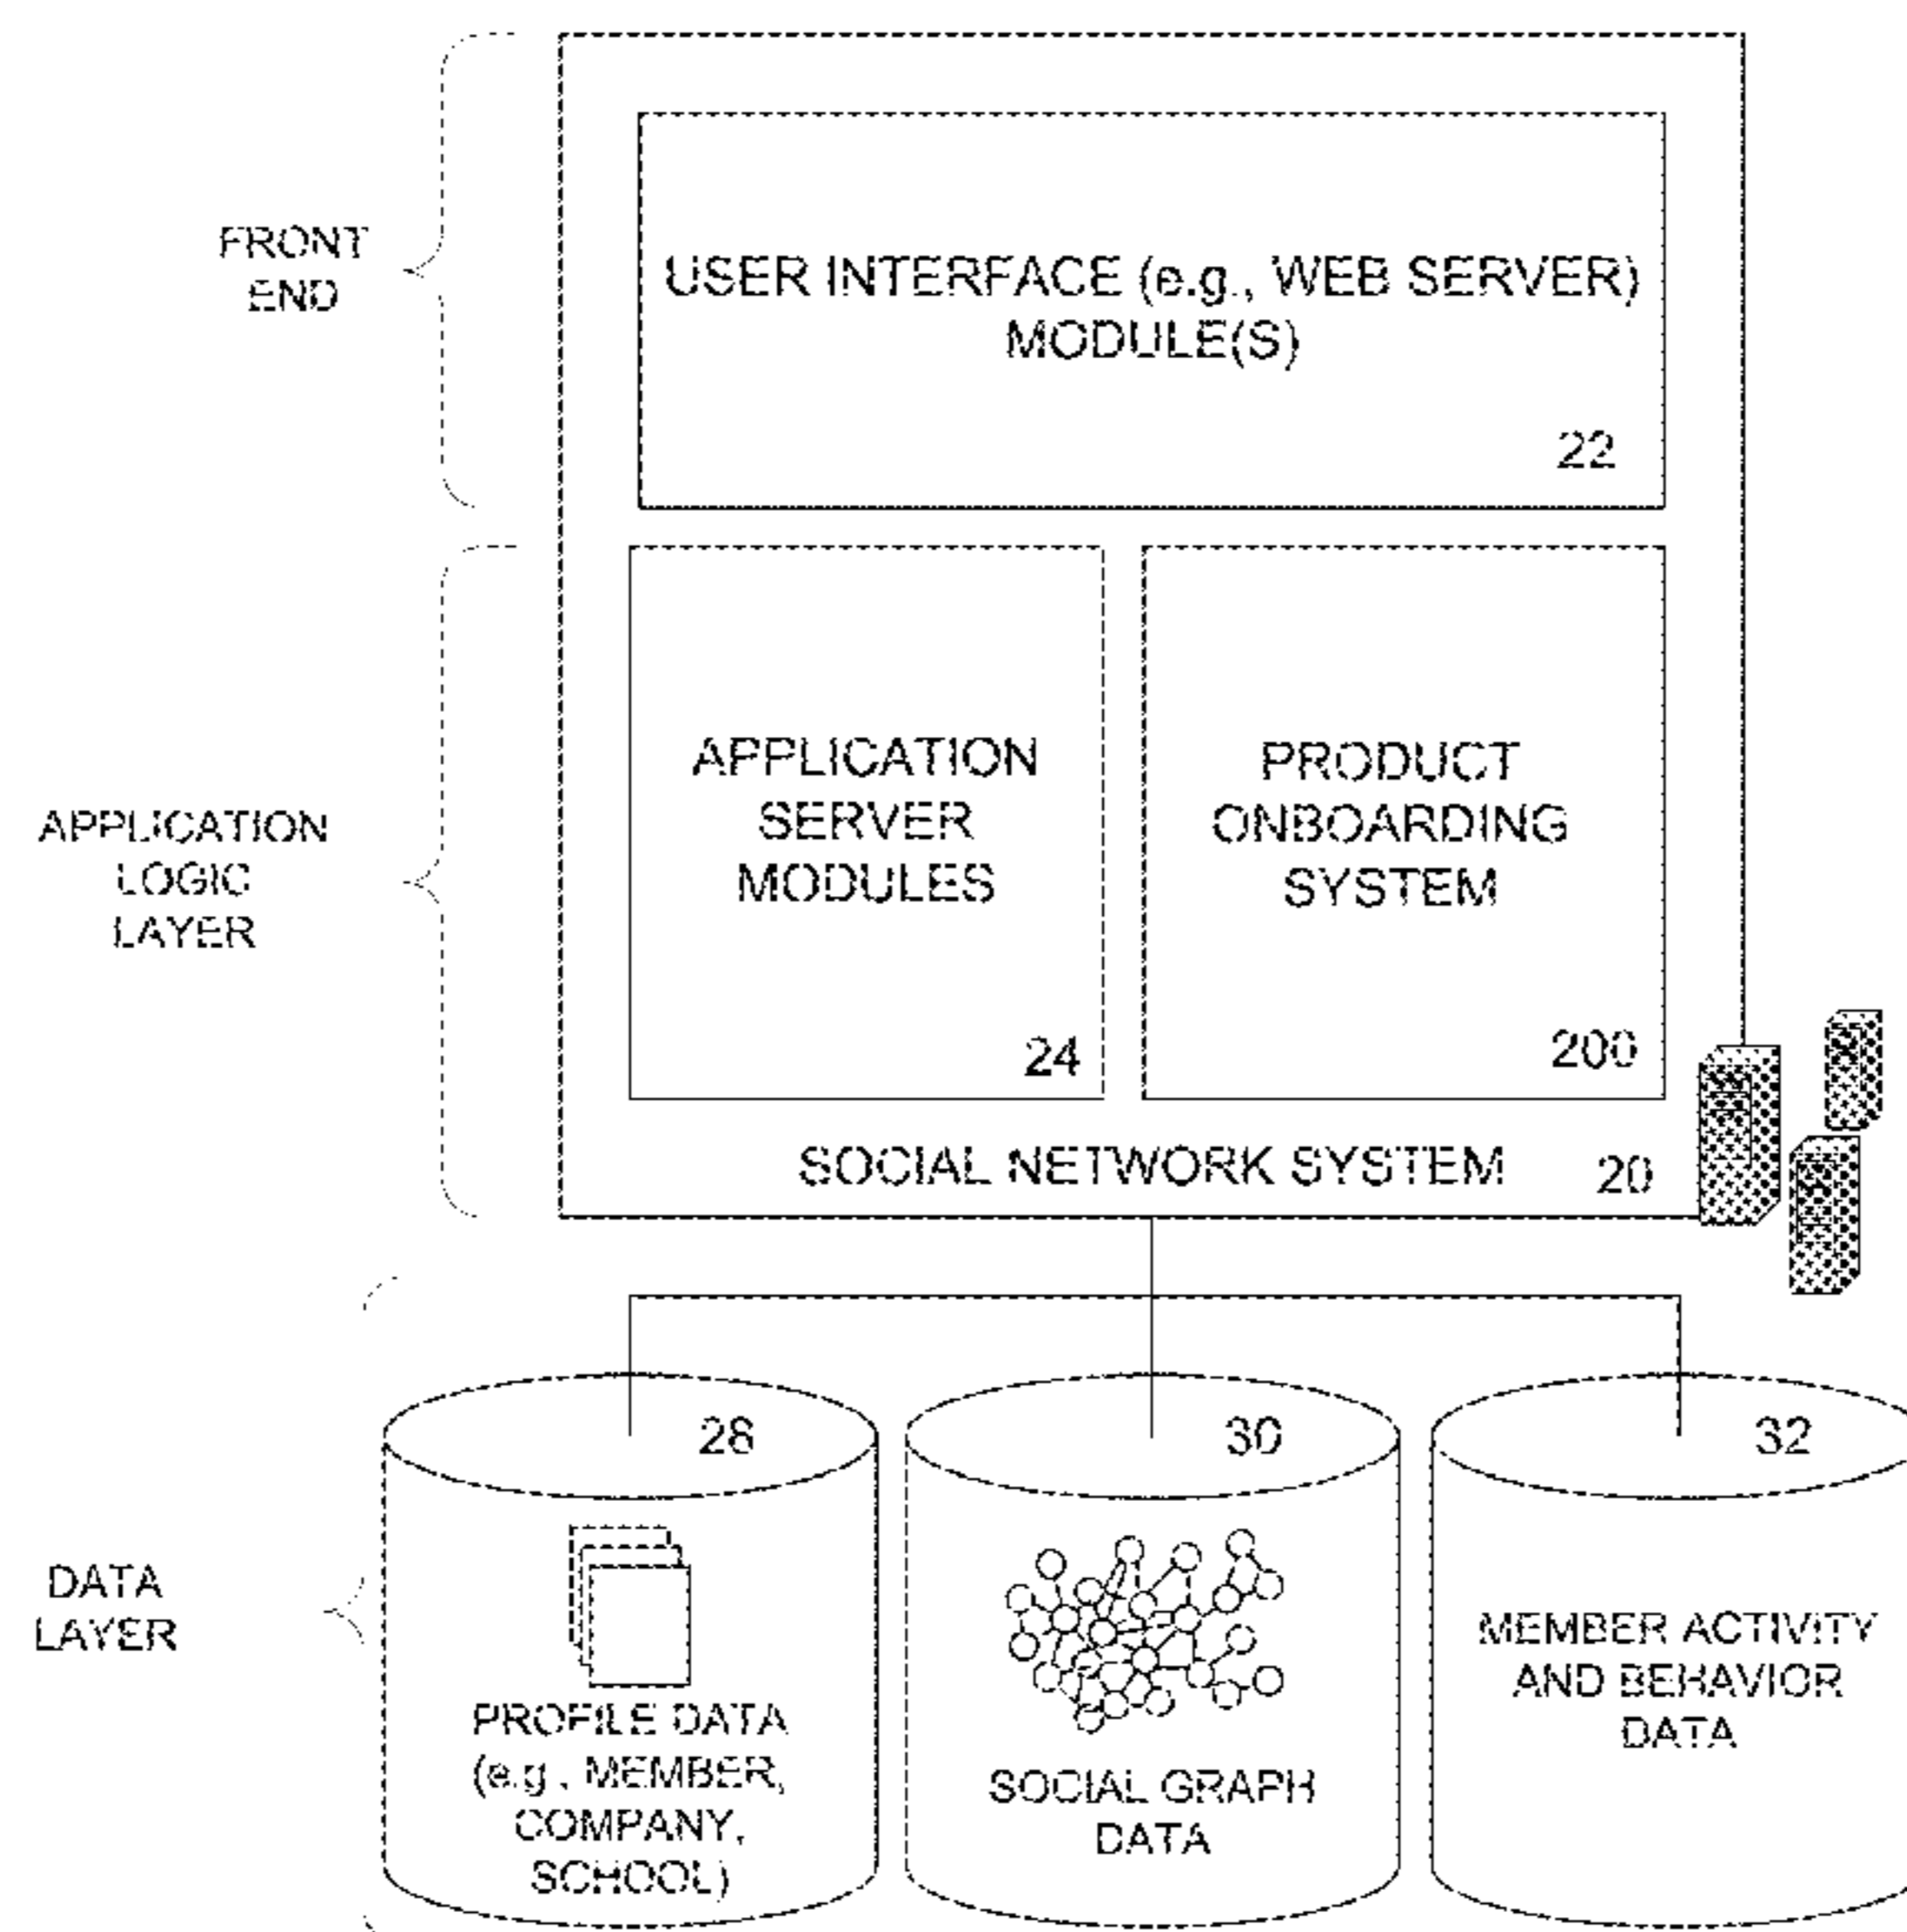 FRONT
END
USER INTERFACE (e.g., WEB SERVER)
MODULE(S)
22
APPLICATION
LOGIC
LAYER
APPLICATION
SERVER
MODULES
24
PRODUCT
ONBOARDING
SYSTEM
200
SOCIAL NETWORK SYSTEM
20
DATA
LAYER
28
PROFILE DATA
(e.g., MEMBER,
COMPANY,
SCHOOL)
30
SOCIAL GRAPH
DATA
32
MEMBER ACTIVITY
AND BEHAVIOR
DATA